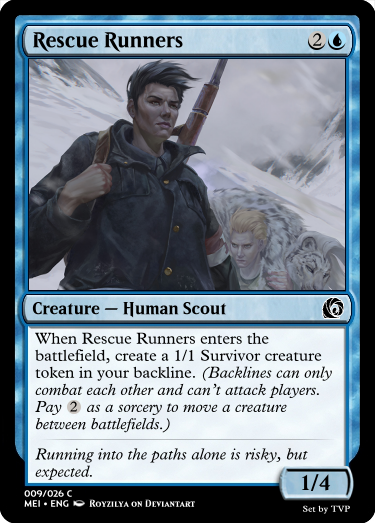 Rescue Runners 2
Creature — Human Scout
When Rescue Runners enters the
battlefield, create a 1/1 Survivor creature
token in your backline. (Backlines can only
combat each other and can't attack players.
Pay 2 as a sorcery to move a creature
between battlefields.)
Running into the paths alone is risky, but
expected.
1/4
009/026 C
MEI • ENG Royzilya on Deviantart
Set by TVP